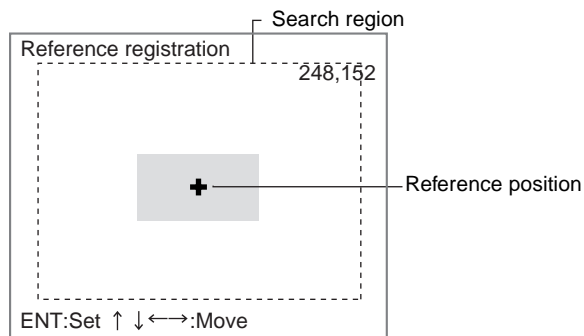 Search region
Reference registration
248,152
Reference position
ENT:Set ↑ ↓ ←→:Move